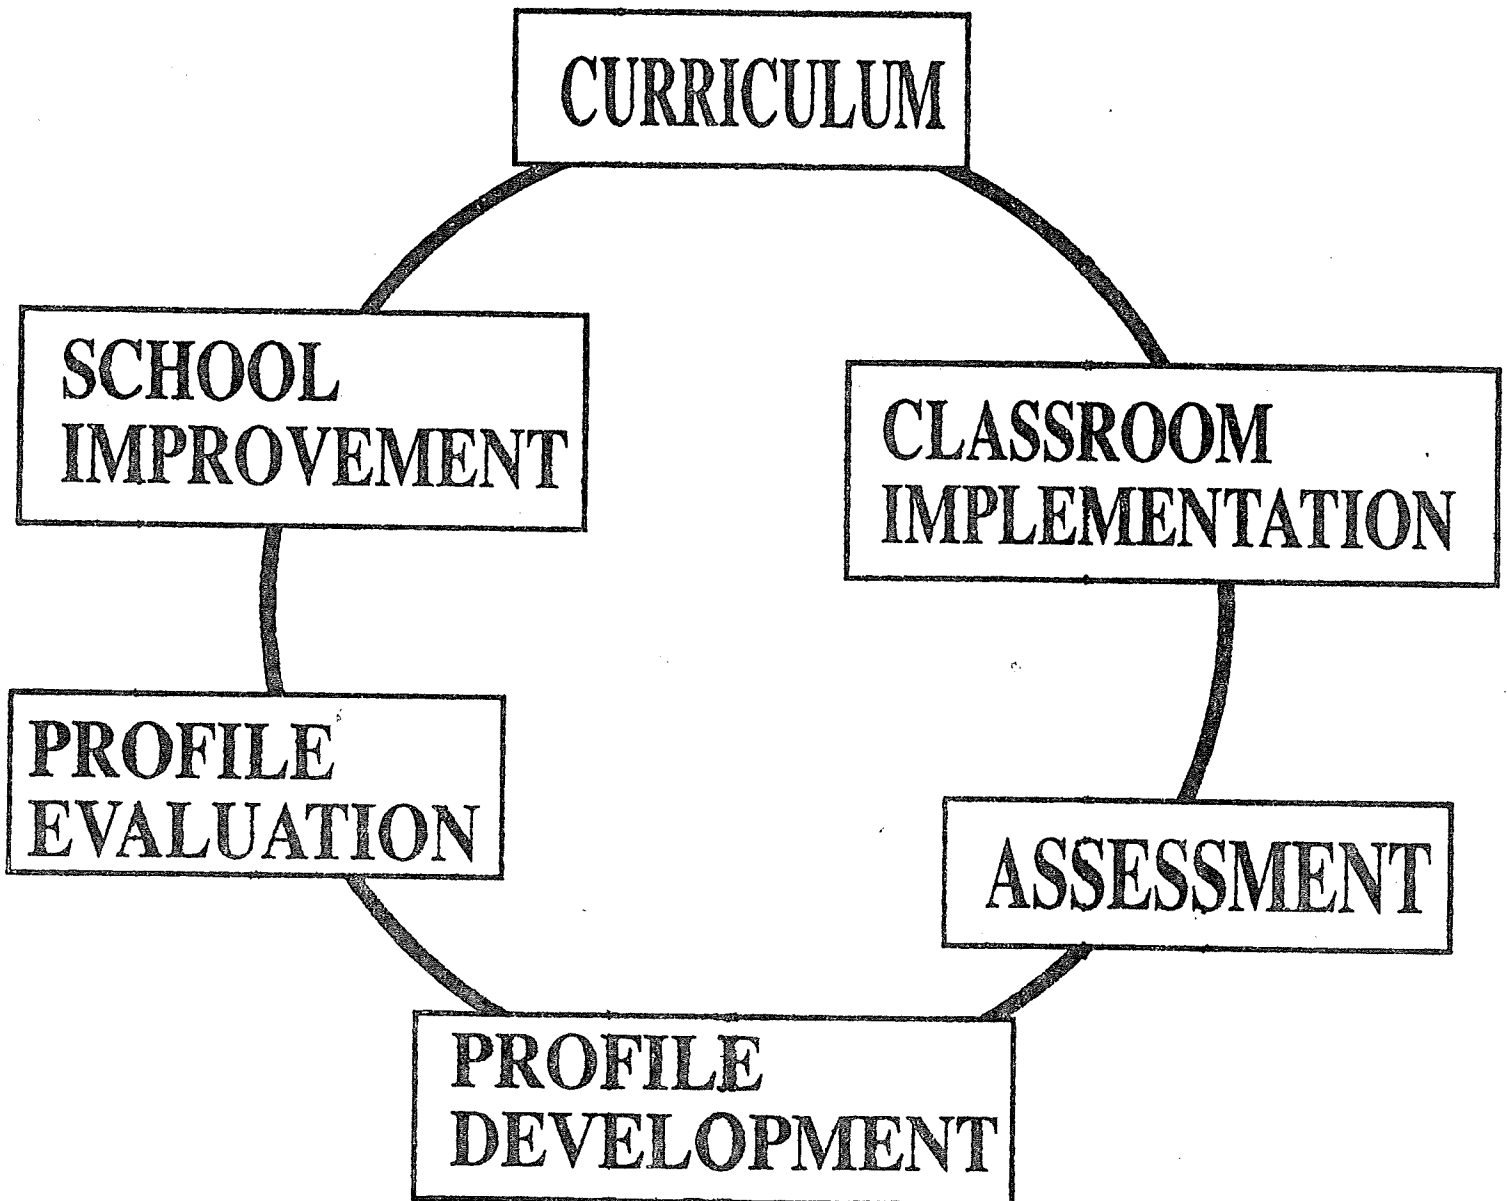 CURRICULUM
SCHOOL
IMPROVEMENT
CLASSROOM
IMPLEMENTATION
PROFILE
EVALUATION
ASSESSMENT
PROFILE
DEVELOPMENT